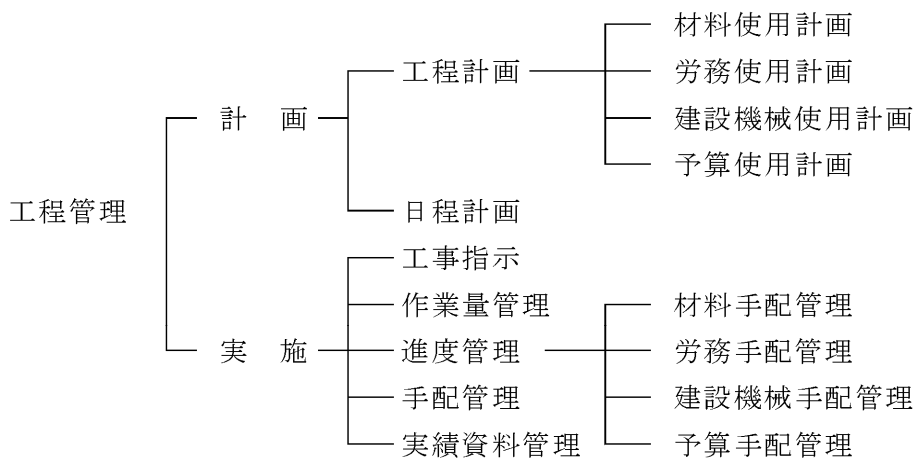 材料使用計画
工程計画
労務使用計画
計 画
建設機械使用計画
予算使用計画
工程管理
日程計画
工事指示
作業量管理
材料手配管理
実 施
進度管理
労務手配管理
手配管理
建設機械手配管理
実績資料管理
予算手配管理